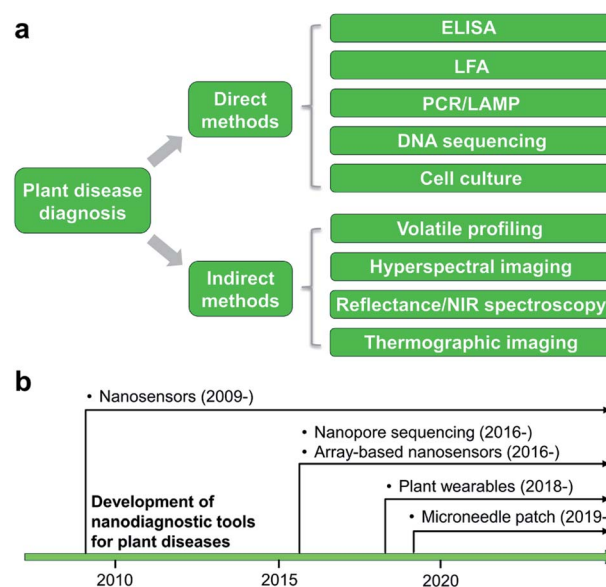 a
ELISA
LFA
Direct
methods
PCR/LAMP
DNA sequencing
Cell culture
Plant disease
diagnosis
Volatile profiling
Hyperspectral imaging
Indirect
methods
Reflectance/NIR spectroscopy
Thermographic imaging
b
• Nanosensors (2009-)
• Nanopore sequencing (2016-)
• Array-based nanosensors (2016-)
• Plant wearables (2018-)
• Microneedle patch (2019-
Development of
nanodiagnostic tools
for plant diseases
2010
2015
2020